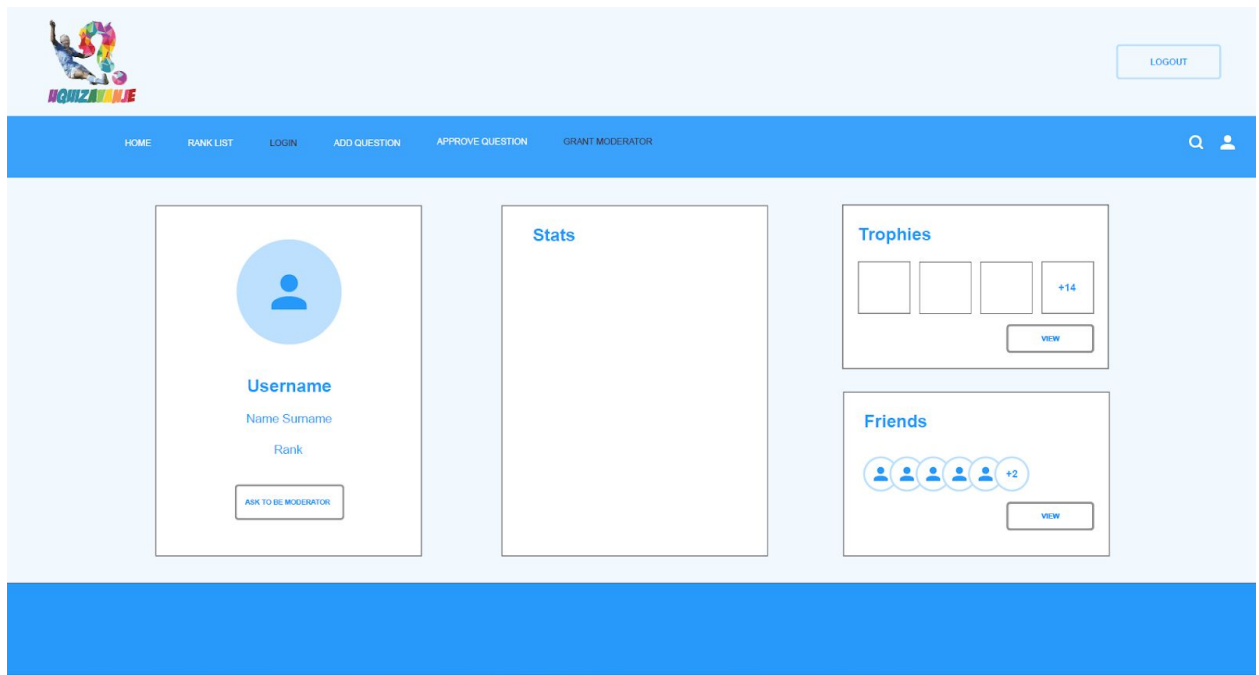 UQUIZAVANJE
LOGOUT
HOME RANK LIST LOGIN ADD QUESTION APPROVE QUESTION GRANT MODERATOR
Username
Name Surname
Rank
ASK TO BE MODERATOR
Stats
Trophies
+14
VIEW
Friends
+2
VIEW